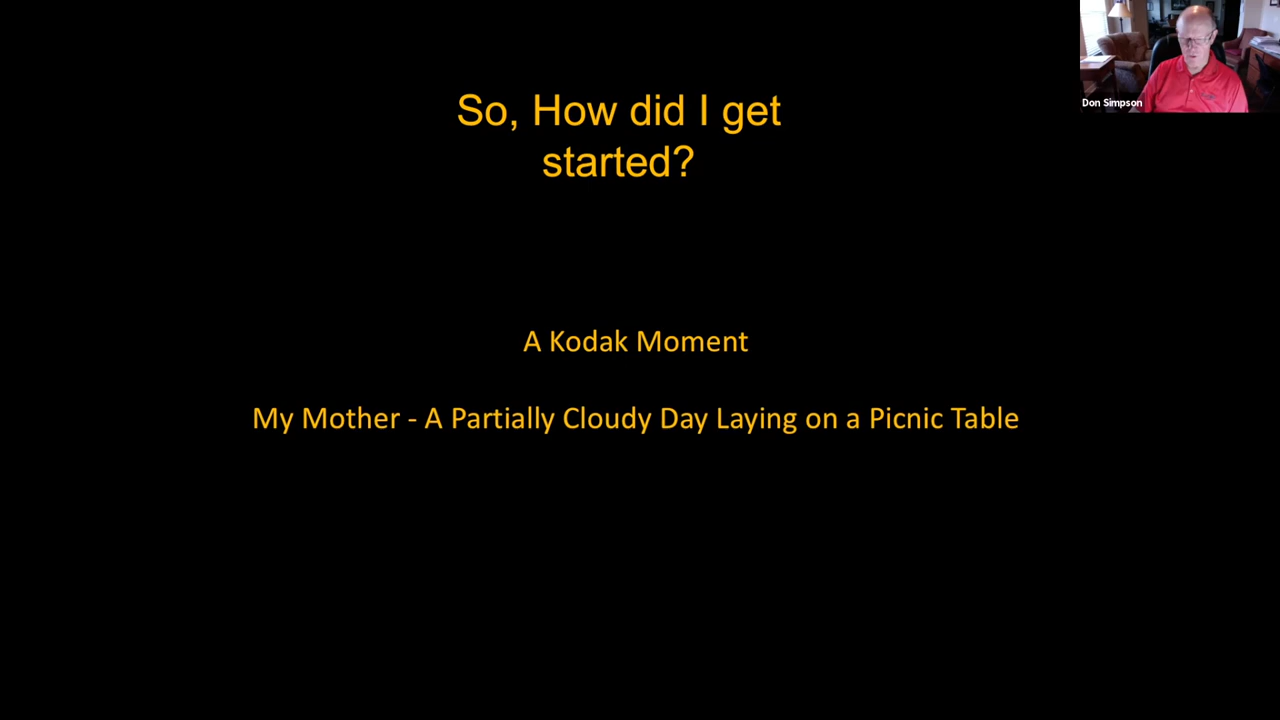 So, How did I get
started?
A Kodak Moment
My Mother - A Partially Cloudy Day Laying on a Picnic Table
Don Simpson